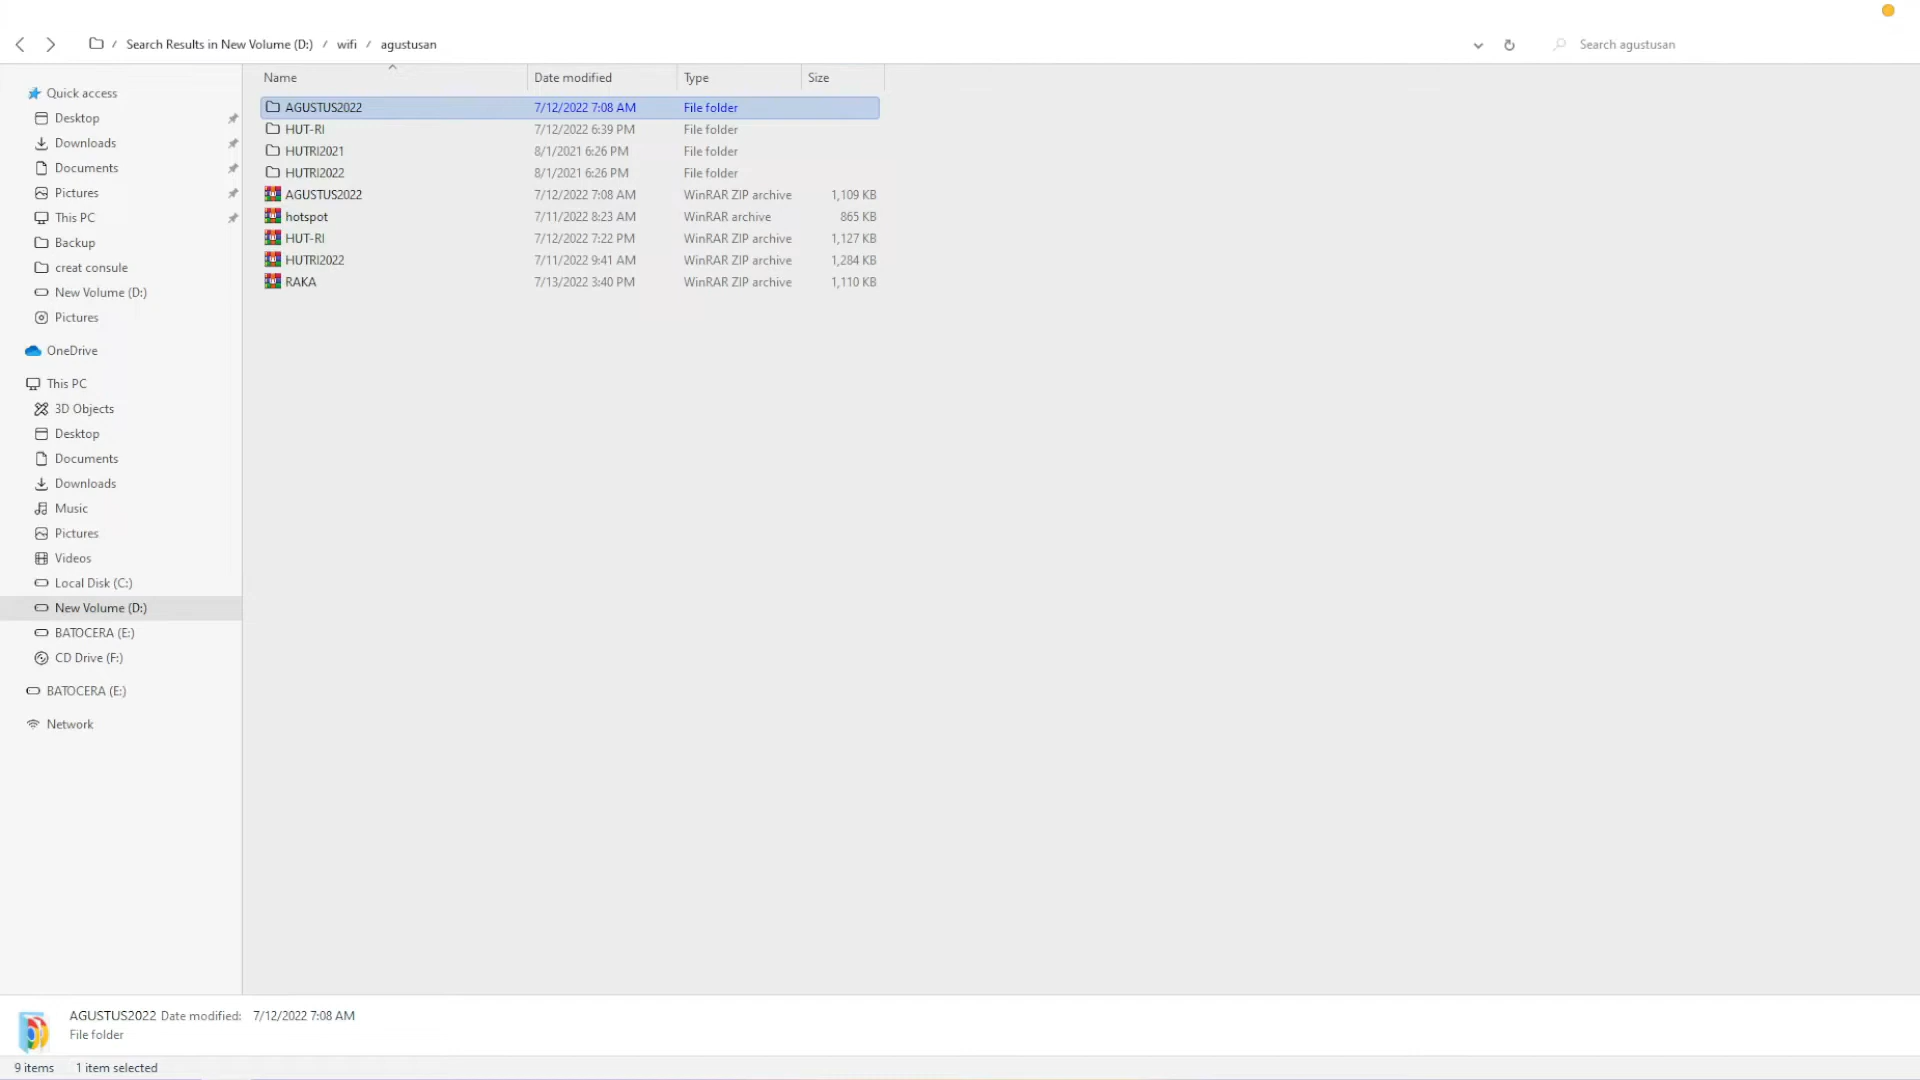 / Search Results in New Volume (D:) / wifi / agustusan
Search agustusan
Name Date modified Type Size
Quick access
Desktop
Downloads
Documents
Pictures
This PC
Backup
creat consule
New Volume (D:)
Pictures
OneDrive
This PC
3D Objects
Desktop
Documents
Downloads
Music
Pictures
Videos
Local Disk (C:)
New Volume (D:)
BATOCERA (E:)
CD Drive (F:)
BATOCERA (E:)
Network
AGUSTUS2022 7/12/2022 7:08 AM File folder
HUT-RI 7/12/2022 6:39 PM File folder
HUTRI2021 8/1/2021 6:26 PM File folder
HUTRI2022 8/1/2021 6:26 PM File folder
AGUSTUS2022 7/12/2022 7:08 AM WinRAR ZIP archive 1,109 KB
hotspot 7/11/2022 8:23 AM WinRAR archive 865 KB
HUT-RI 7/12/2022 7:22 PM WinRAR ZIP archive 1,127 KB
HUTRI2022 7/11/2022 9:41 AM WinRAR ZIP archive 1,284 KB
RAKA 7/13/2022 3:40 PM WinRAR ZIP archive 1,110 KB
AGUSTUS2022 Date modified: 7/12/2022 7:08 AM
File folder
9 items 1 item selected